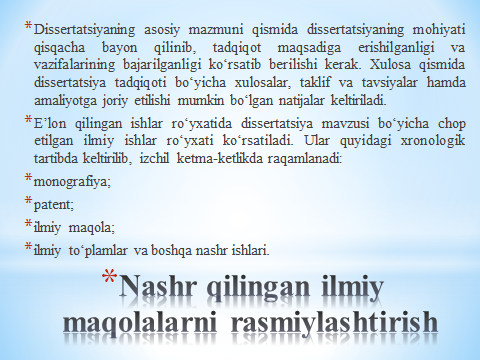 * Dissertatsiyaning asosiy mazmuni qismida dissertatsiyaning mohiyati
qisqacha bayon qilinib, tadqiqot maqsadiga erishilganligi va
vazifalarining bajarilganligi ko‘rsatib berilishi kerak. Xulosa qismida
dissertatsiya tadqiqoti bo‘yicha xulosalar, taklif va tavsiyalar hamda
amaliyotga joriy etilishi mumkin bo‘lgan natijalar keltiriladi.
* E’lon qilingan ishlar ro‘yxatida dissertatsiya mavzusi bo‘yicha chop
etilgan ilmiy ishlar ro‘yxati ko‘rsatiladi. Ular quyidagi xronologik
tartibda keltirilib, izchil ketma-ketlikda raqamlanadi:
* monografiya;
* patent;
* ilmiy maqola;
* ilmiy to‘plamlar va boshqa nashr ishlari.
* Nashr qilingan ilmiy
maqolalarni rasmiylashtirish